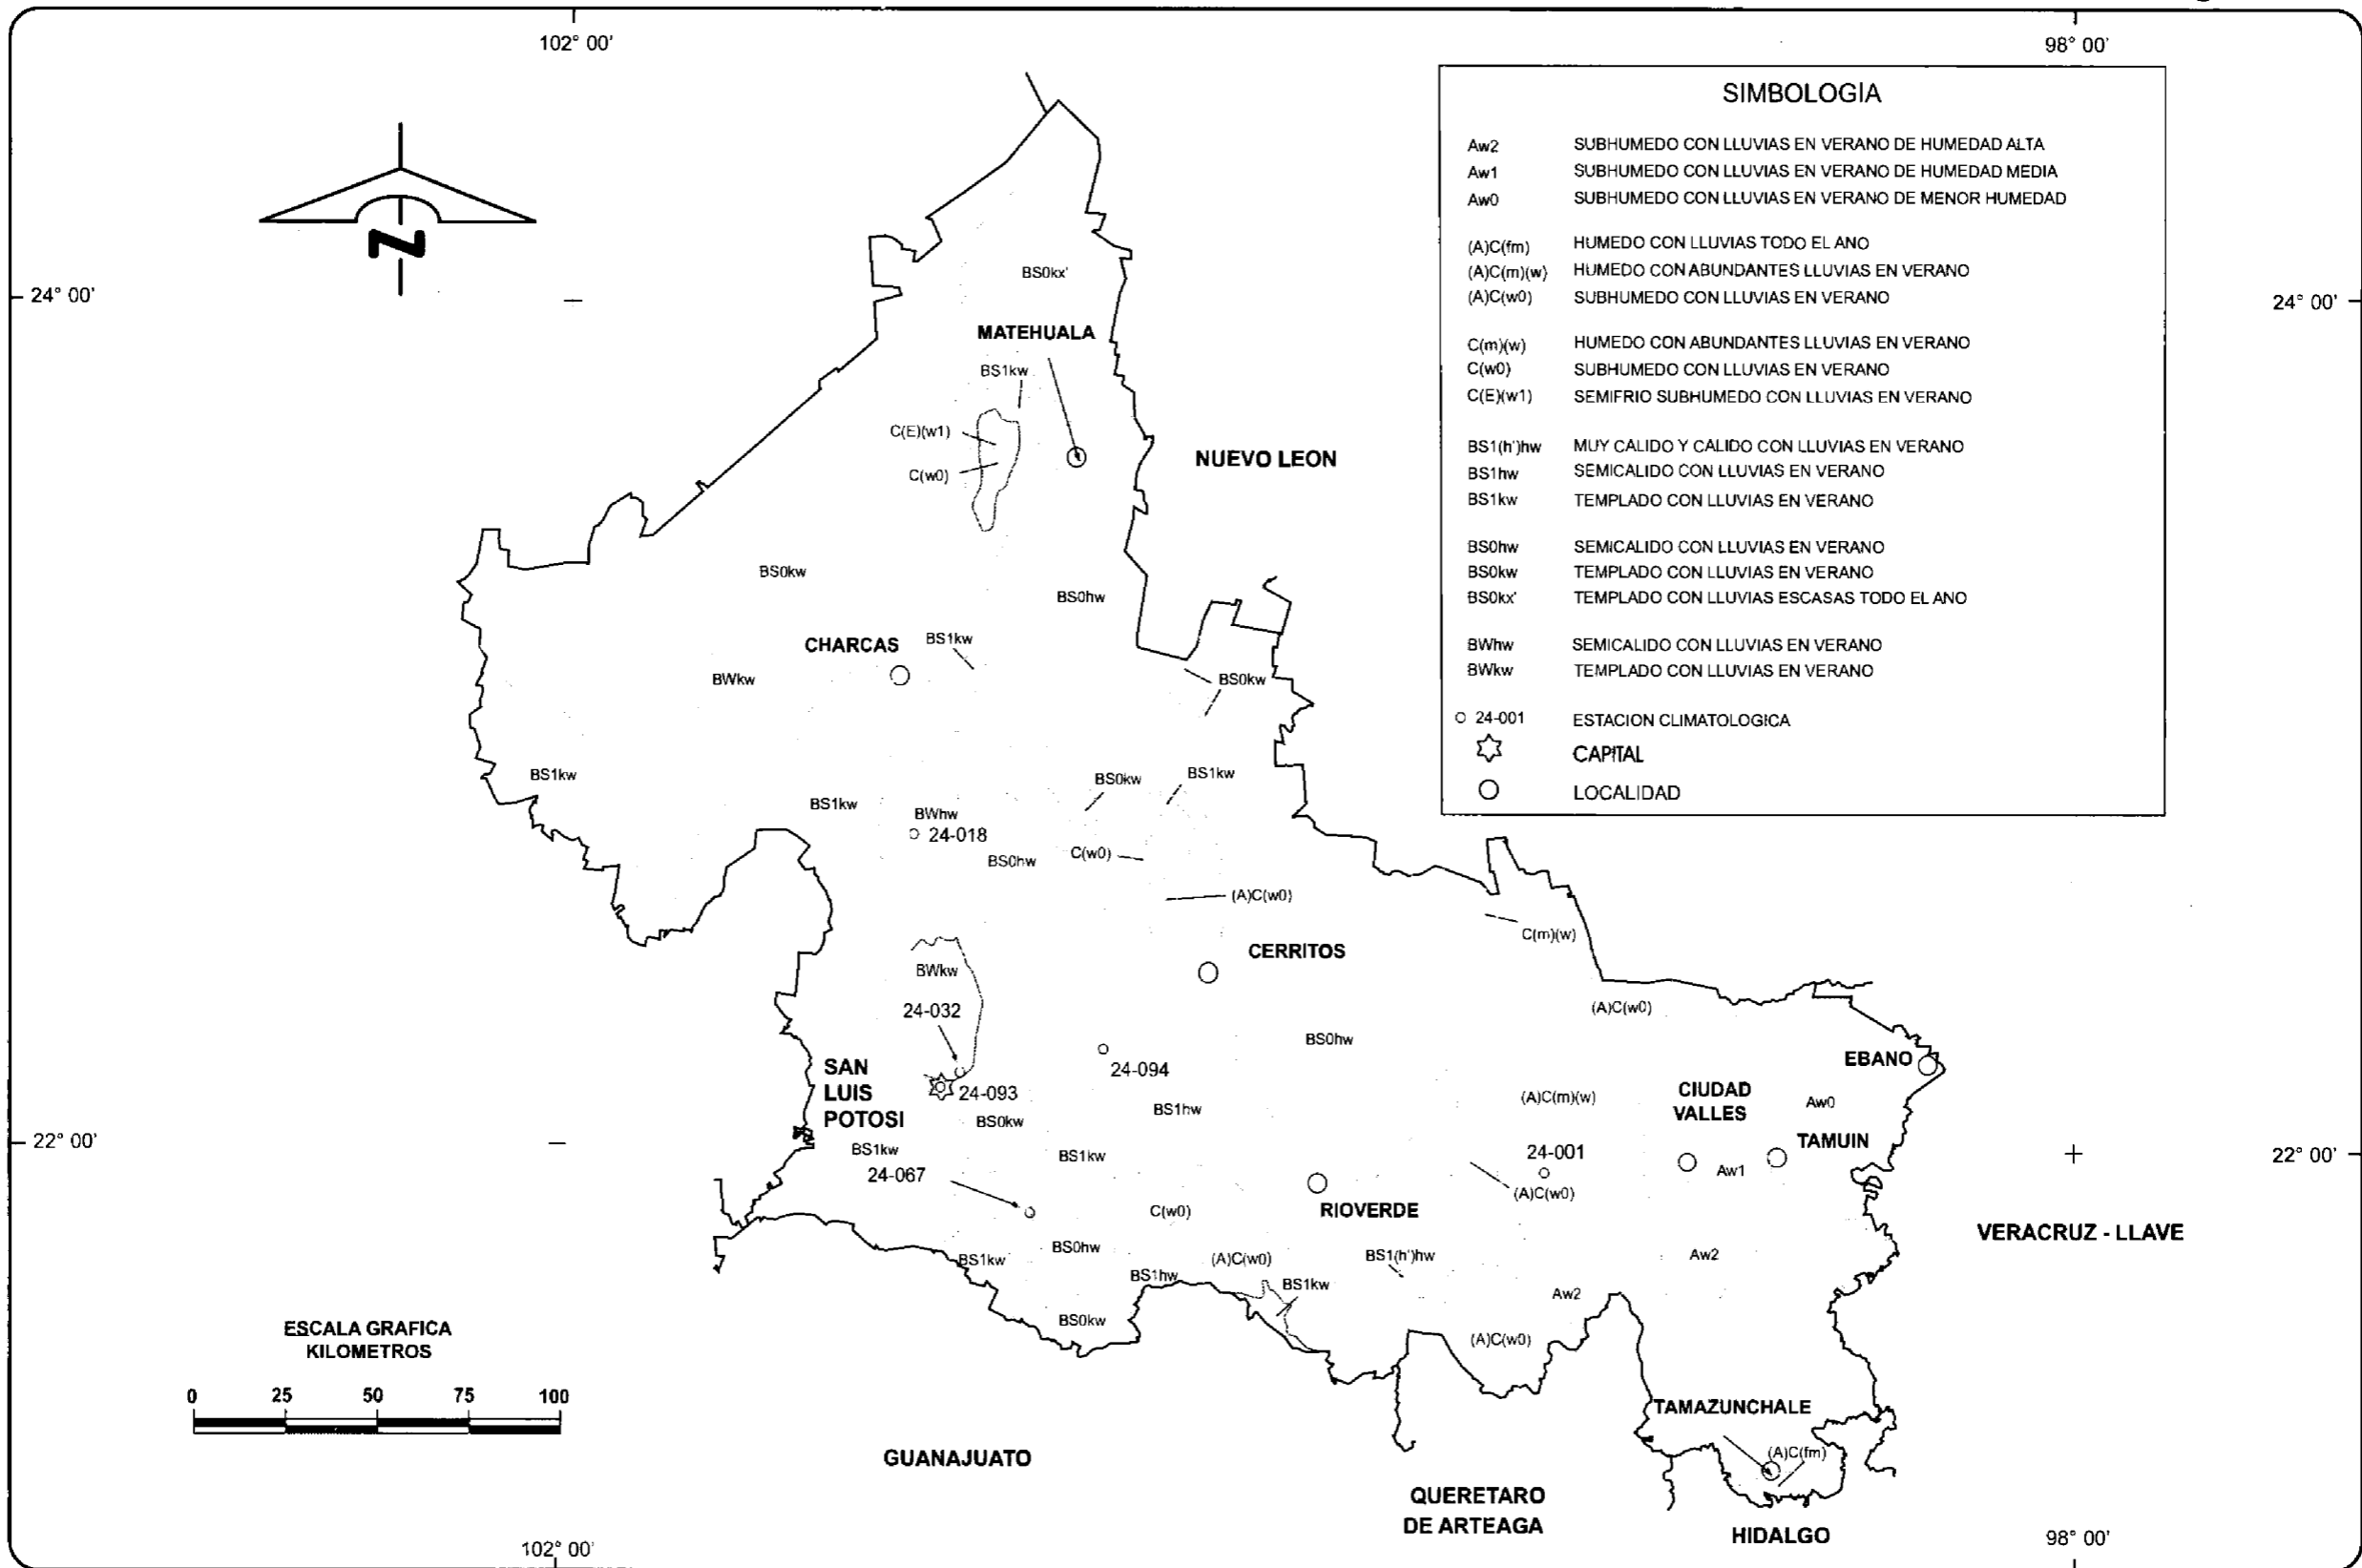 102° 00'
98° 00'
SIMBOLOGÍA
Aw2 SUBHUMEDO CON LLUVIAS EN VERANO DE HUMEDAD ALTA
Aw1 SUBHUMEDO CON LLUVIAS EN VERANO DE HUMEDAD MEDIA
Aw0 SUBHUMEDO CON LLUVIAS EN VERANO DE MENOR HUMEDAD
(A)C(fm) HUMEDO CON LLUVIAS TODO EL ANO
(A)C(m)(w) HUMEDO CON ABUNDANTES LLUVIAS EN VERANO
(A)C(w0) SUBHUMEDO CON LLUVIAS EN VERANO
C(m)(w) HUMEDO CON ABUNDANTES LLUVIAS EN VERANO
C(w0) SUBHUMEDO CON LLUVIAS EN VERANO
C(E)(w1) SEMIFRIO SUBHUMEDO CON LLUVIAS EN VERANO
BS1(h')hw MUY CALIDO Y CALIDO CON LLUVIAS EN VERANO
BS1hw SEMICALIDO CON LLUVIAS EN VERANO
BS1kw TEMPLADO CON LLUVIAS EN VERANO
BS0hw SEMICALIDO CON LLUVIAS EN VERANO
BS0kw TEMPLADO CON LLUVIAS EN VERANO
BS0kx' TEMPLADO CON LLUVIAS ESCASAS TODO EL ANO
BWhw SEMICALIDO CON LLUVIAS EN VERANO
BWkw TEMPLADO CON LLUVIAS EN VERANO
24-001 ESTACION CLIMATOLOGICA
CAPITAL
LOCALIDAD
N
24° 00'
24° 00'
BS0kx'
MATEHUALA
BS1kw
C(E)(w1)
C(w0)
NUEVO LEON
BS0kw
BS0hw
CHARCAS
BS1kw
BWkw
BS0kw
BS1kw
BS1kw
BS0kw
BS1kw
BWhw
24-018
BS0hw
C(w0)
(A)C(w0)
C(m)(w)
CERRITOS
BWkw
24-032
(A)C(w0)
BS0hw
EBANO
SAN
LUIS
POTOSI
24-094
24-093
CIUDAD
VALLES
(A)C(m)(w)
Aw0
BS1hw
BS0kw
22° 00'
TAMUIN
22° 00'
BS1kw
BS1kw
24-001
24-067
Aw1
(A)C(w0)
RIOVERDE
C(w0)
VERACRUZ - LLAVE
BS0hw
BS1kw
(A)C(w0)
BS1(h')hw
Aw2
BS1hw
BS1kw
Aw2
BS0kw
(A)C(w0)
ESCALA GRAFICA
KILOMETROS
0 25 50 75 100
TAMAZUNCHALE
(A)C(fm)
GUANAJUATO
QUERETARO
DE ARTEAGA
HIDALGO
102° 00'
98° 00'